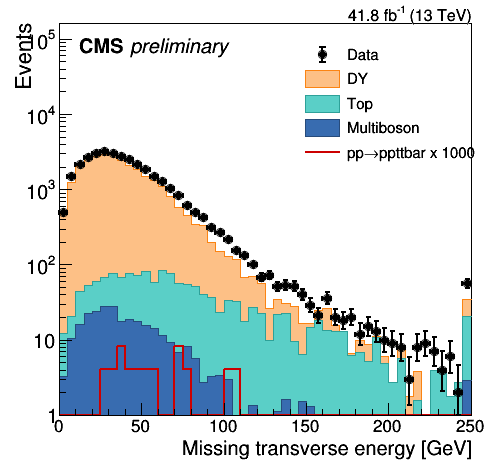 41.8 fb⁻¹ (13 TeV)
Events
CMS preliminary
Data
DY
Top
Multiboson
pp→ppttbar x 1000
10⁵
10⁴
10³
10²
10
1
0 50 100 150 200 250
Missing transverse energy [GeV]